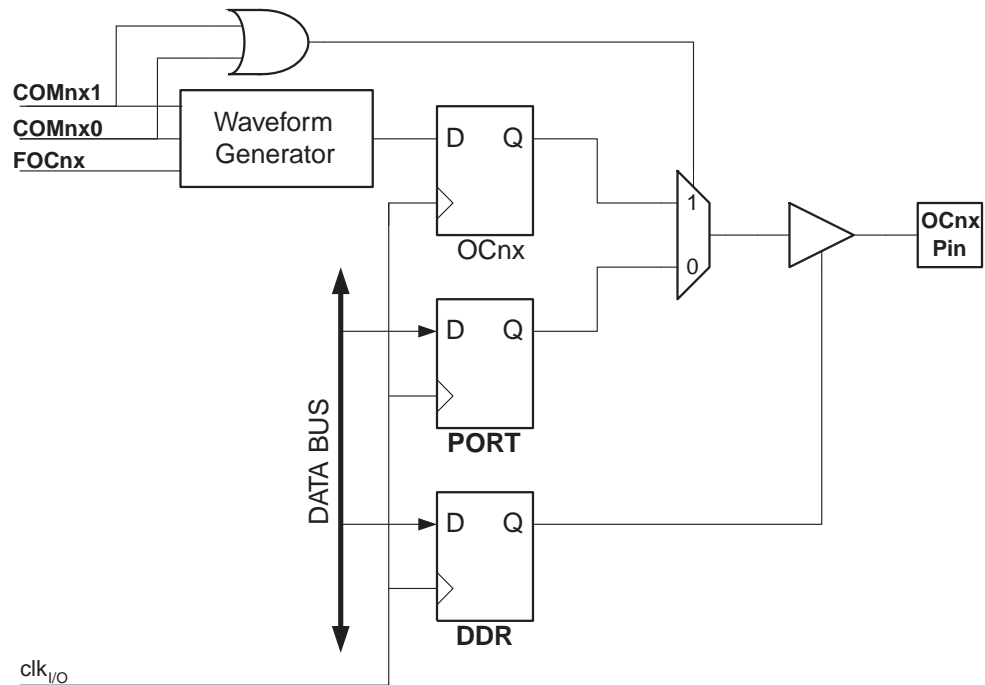 COMnx1
COMnx0
FOCnx
Waveform
Generator
D Q
OCnx
1
0
OCnx
Pin
D Q
PORT
DATA BUS
D Q
DDR
clkI/O